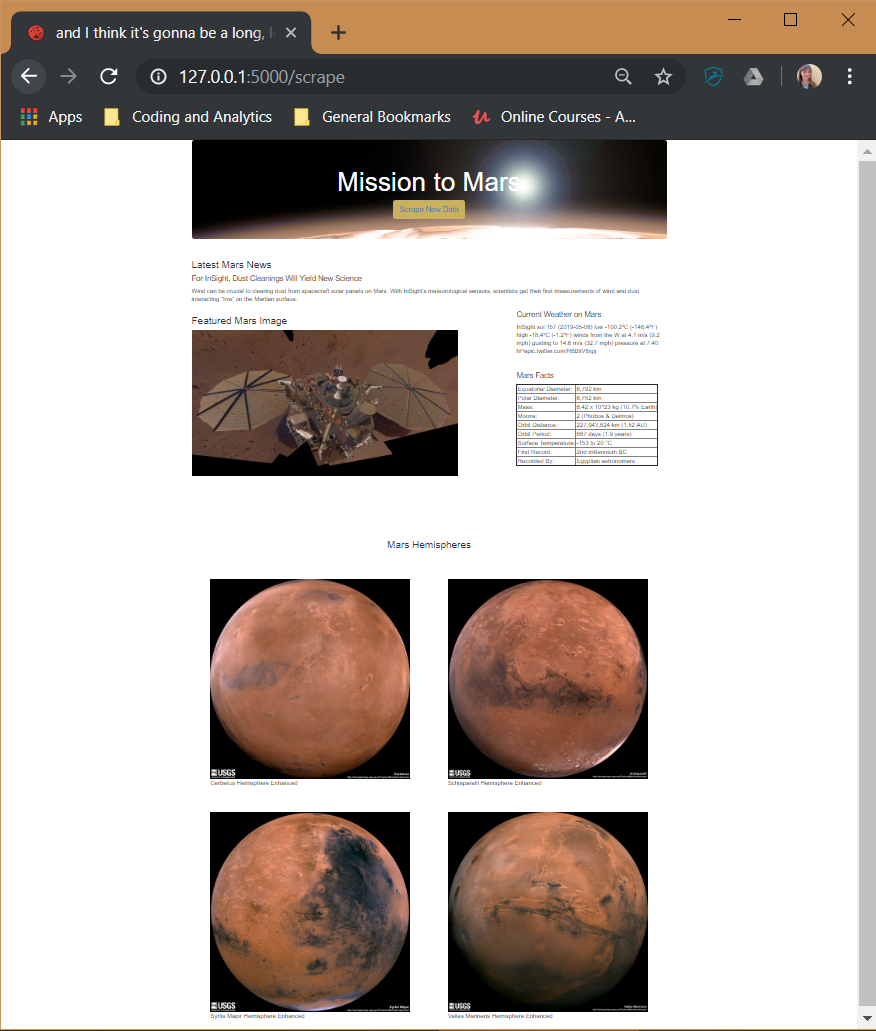 and I think it's gonna be a long, l
127.0.0.1:5000/scrape
Apps
Coding and Analytics
General Bookmarks
Online Courses - A...
Mission to Mars
Scrape New Data
Latest Mars News
For InSight, Dust Cleanings Will Yield New Science
Wind can be crucial to clearing dust from spacecraft solar panels on Mars. With InSight's meteorological sensors, scientists get their first measurements of wind and dust
interacting "live" on the Martian surface.
Featured Mars Image
Current Weather on Mars
InSight sol 157 (2019-05-06) low -100.2ºC (-148.4ºF)
high -18.4ºC (-1.2ºF) winds from the W at 4.1 m/s (9.2
mph) gusting to 14.6 m/s (32.7 mph) pressure at 7.40
Mars Facts
Equatorial Diameter: 6,792 km
Polar Diameter: 6,752 km
Mass: 6.42 x 10^23 kg (10.7% Earth)
Moons: 2 (Phobos & Deimos)
Orbit Distance: 227,943,824 km (1.52 AU)
Orbit Period: 687 days (1.9 years)
Surface Temperature: -153 to 20 °C
First Record: 2nd millennium BC
Recorded By: Egyptian astronomers
Mars Hemispheres
USGS
Cerberus Hemisphere Enhanced
USGS
Schiaparelli Hemisphere Enhanced
USGS
Syrtis Major Hemisphere Enhanced
USGS
Valles Marineris Hemisphere Enhanced